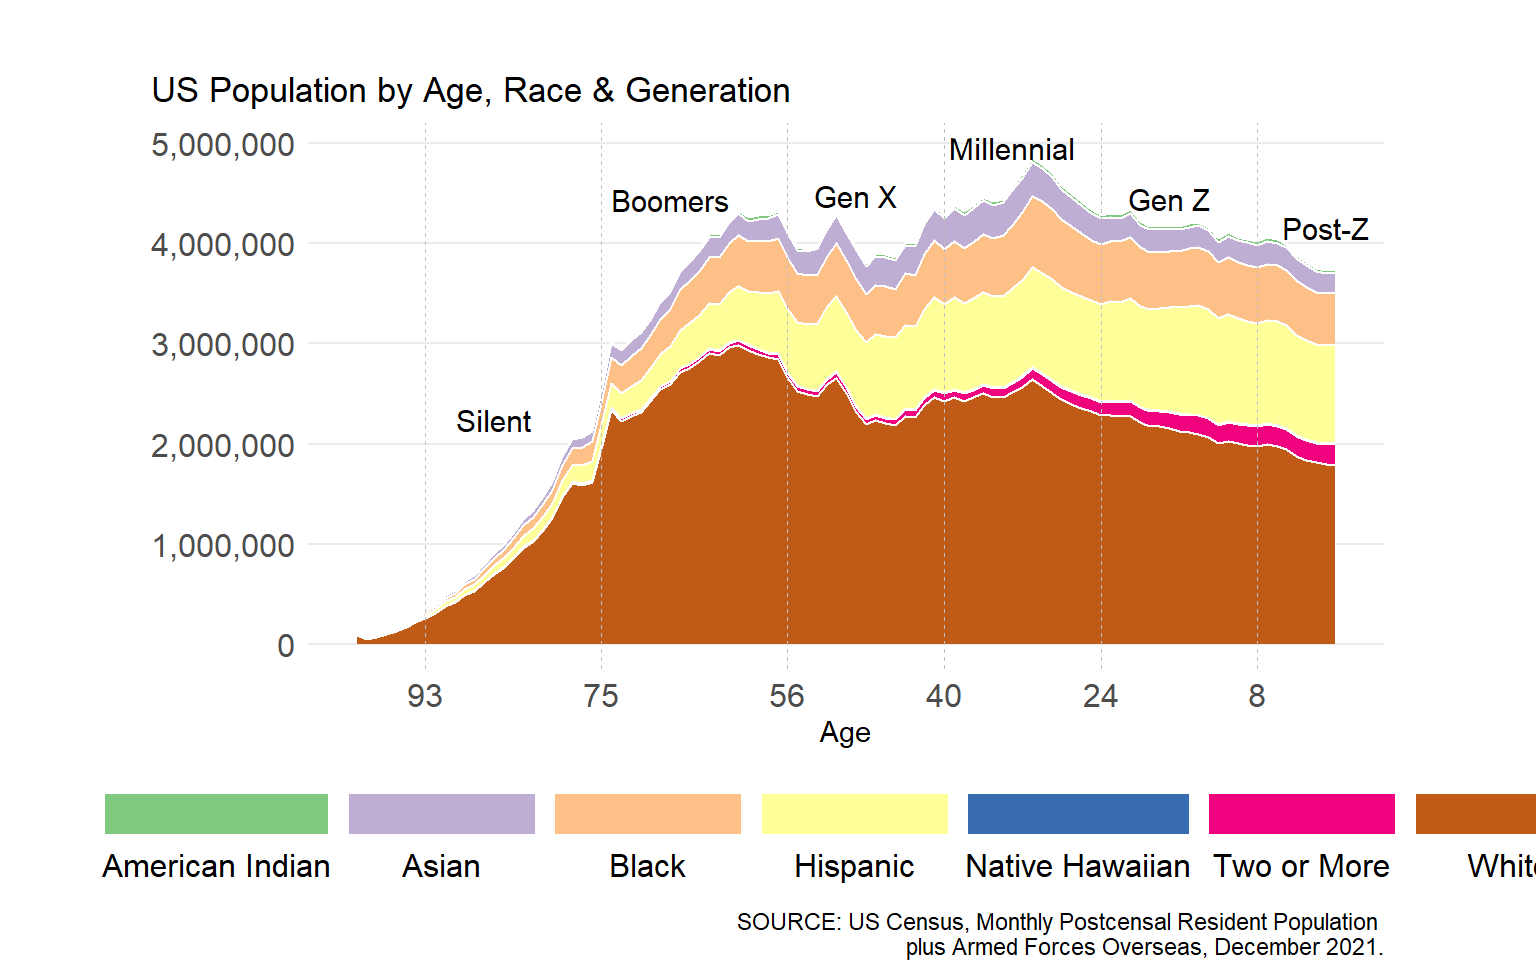 US Population by Age, Race & Generation
5,000,000
4,000,000
3,000,000
2,000,000
1,000,000
0
Silent
Boomers
Gen X
Millennial
Gen Z
Post-Z
93 75 56 40 24 8
Age
American Indian Asian Black Hispanic Native Hawaiian Two or More Whit
SOURCE: US Census, Monthly Postcensal Resident Population
plus Armed Forces Overseas, December 2021.